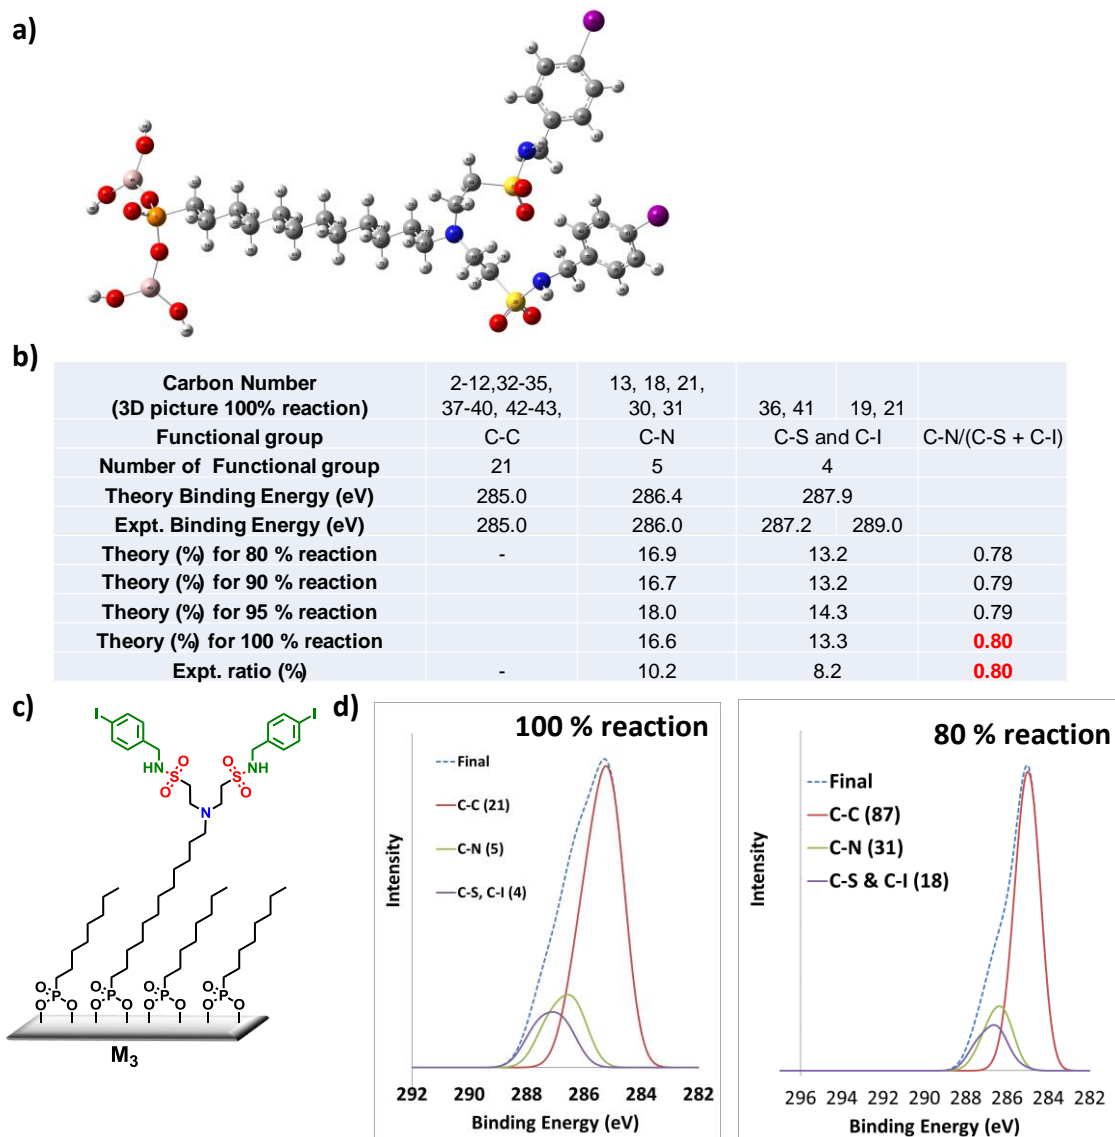 a)
b)
Carbon Number
(3D picture 100% reaction)
2-12,32-35,
37-40, 42-43,
13, 18, 21,
30, 31
36, 41
19, 21
Functional group C-C C-N C-S and C-I C-N/(C-S + C-I)
Number of Functional group 21 5 4
Theory Binding Energy (eV) 285.0 286.4 287.9
Expt. Binding Energy (eV) 285.0 286.0 287.2 289.0
Theory (%) for 80 % reaction - 16.9 13.2 0.78
Theory (%) for 90 % reaction 16.7 13.2 0.79
Theory (%) for 95 % reaction 18.0 14.3 0.79
Theory (%) for 100 % reaction 16.6 13.3 0.80
Expt. ratio (%) - 10.2 8.2 0.80
c)
I I
HN O O NH
S S
O O
N
O P O O P O O P O O P O
O O O O
I I I I I I I I
M3
d)
100 % reaction
Final
C-C (21)
C-N (5)
C-S, C-I (4)
Intensity
292 290 288 286 284 282
Binding Energy (eV)
80 % reaction
Final
C-C (87)
C-N (31)
C-S & C-I (18)
Intensity
296 294 292 290 288 286 284 282
Binding Energy (eV)